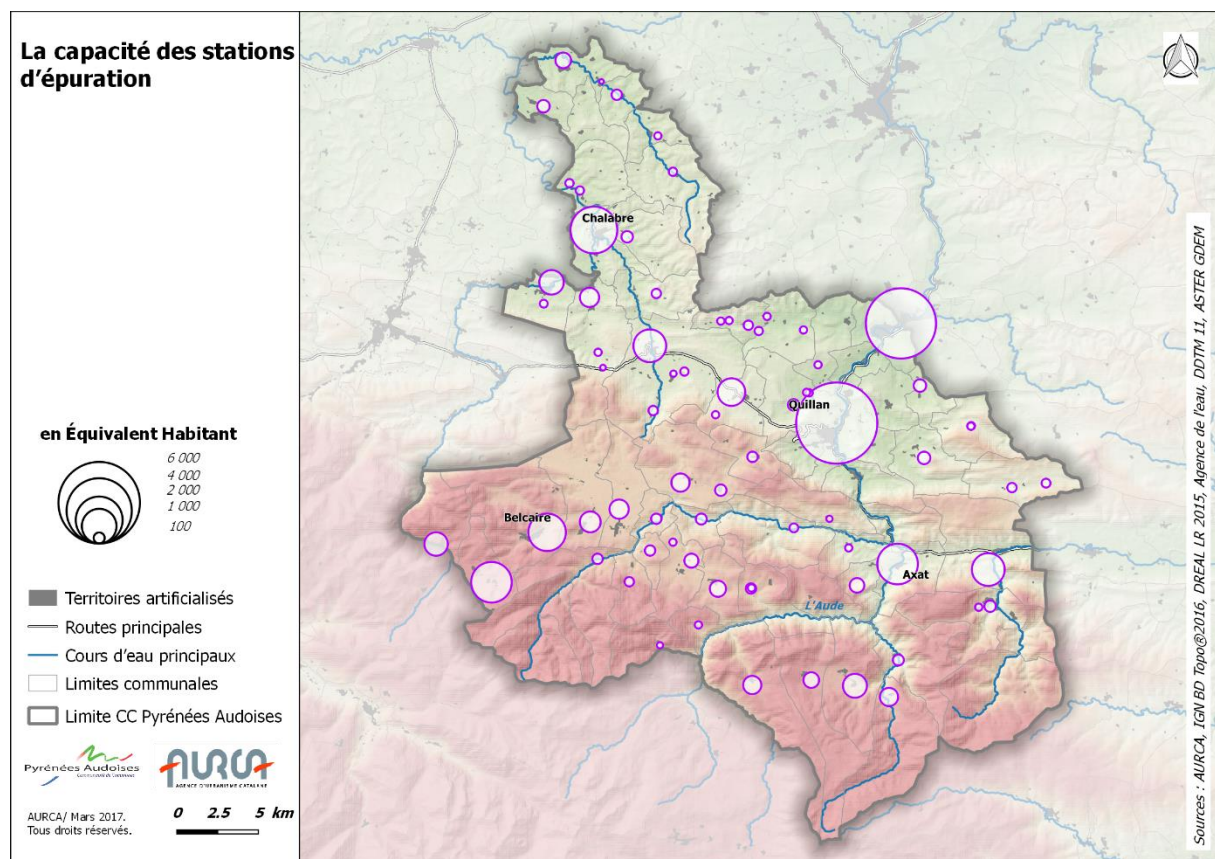 La capacité des stations
d'épuration
en Équivalent Habitant
6 000
4 000
2 000
1 000
100
Territoires artificialisés
Routes principales
Cours d'eau principaux
Limites communales
Limite CC Pyrénées Audoises
Pyrénées Audoises
Communauté de Communes
AURCA
AGENCE D'URBANISME CATALANE
AURCA/ Mars 2017.
Tous droits réservés.
0 2.5 5 km
Chalabre
Quillan
Belcaire
Axat
L'Aude
Sources : AURCA, IGN BD Topo®2016, DREAL LR 2015, Agence de l'eau, DDTM 11, ASTER GDEM